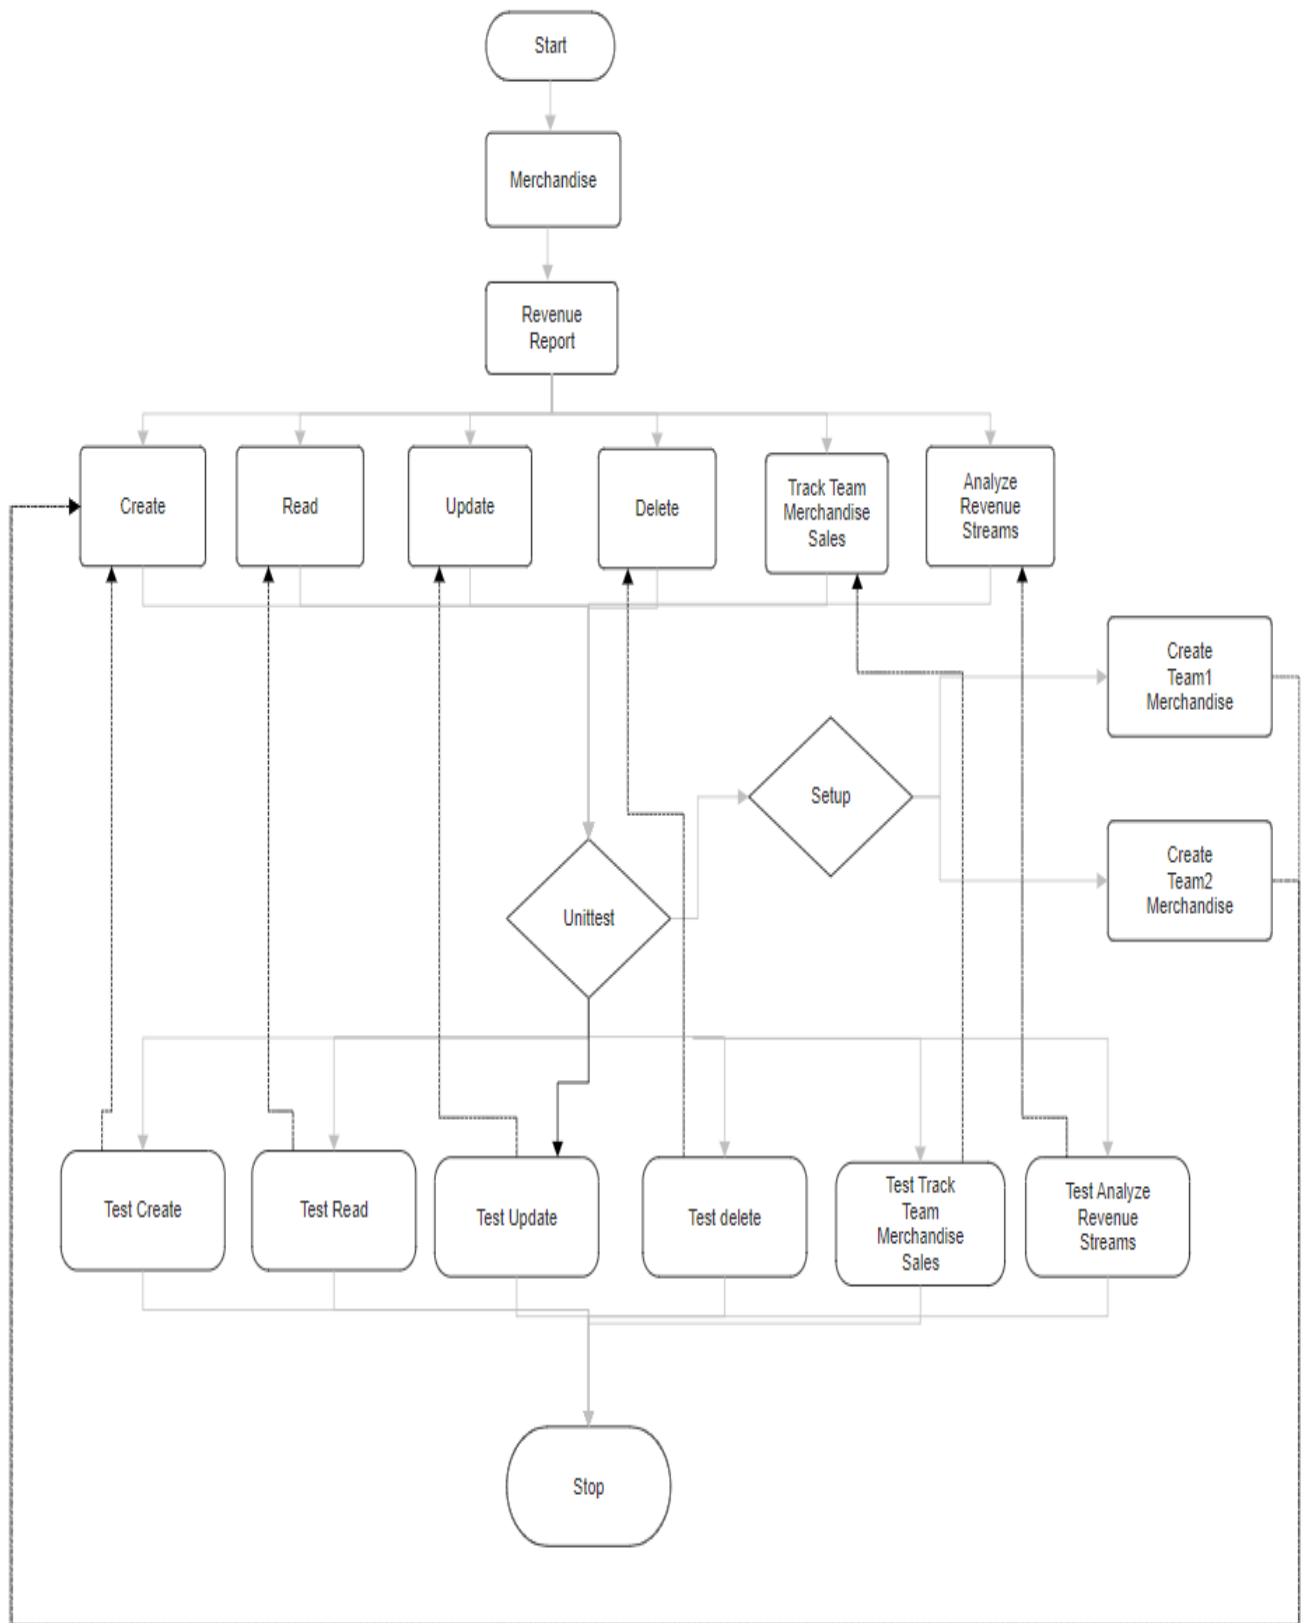 Start
Merchandise
Revenue
Report
Create
Read
Update
Delete
Track Team
Merchandise
Sales
Analyze
Revenue
Streams
Create
Team1
Merchandise
Setup
Create
Team2
Merchandise
Unittest
Test Create
Test Read
Test Update
Test delete
Test Track
Team
Merchandise
Sales
Test Analyze
Revenue
Streams
Stop